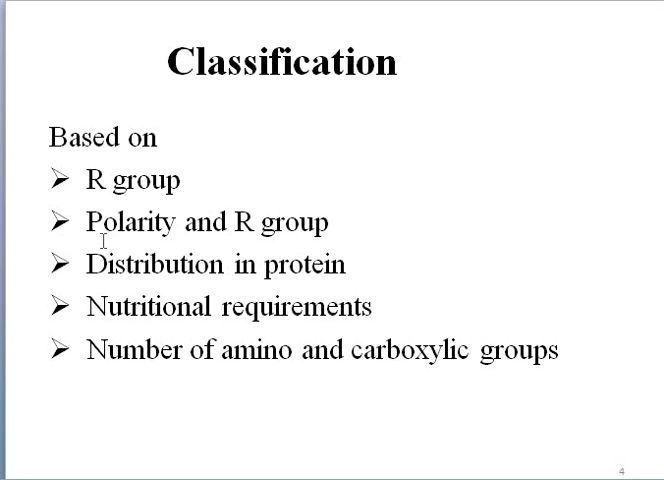 Classification
Based on
➢ R group
➢ Polarity and R group
➢ Distribution in protein
➢ Nutritional requirements
➢ Number of amino and carboxylic groups
4